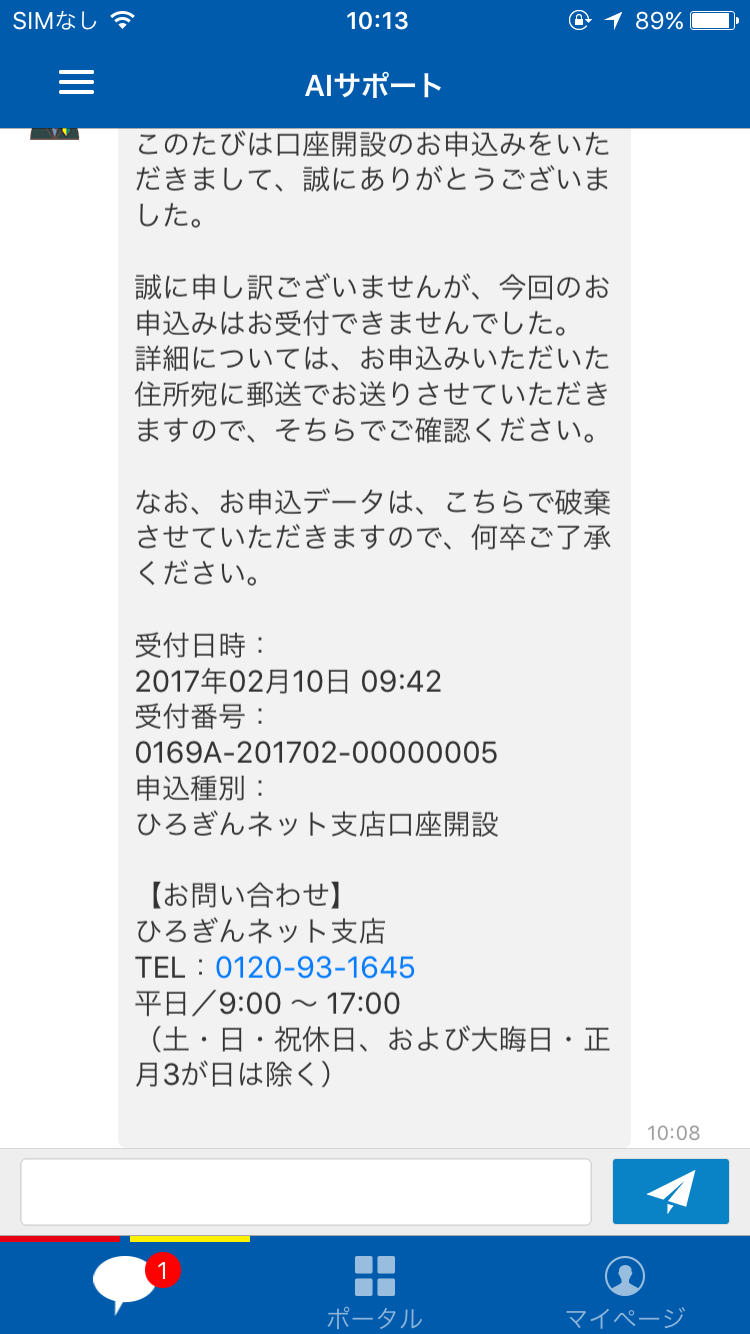 SIMなし
10:13
89%
AIサポート
このたびは口座開設のお申込みをいた
だきまして、誠にありがとうございま
した。
誠に申し訳ございませんが、今回のお
申込みはお受付できませんでした。
詳細については、お申込みいただいた
住所宛に郵送でお送りさせていただき
ますので、そちらでご確認ください。
なお、お申込データは、こちらで破棄
させていただきますので、何卒ご了承
ください。
受付日時：
2017年02月10日 09:42
受付番号：
0169A-201702-00000005
申込種別：
ひろぎんネット支店口座開設
【お問い合わせ】
ひろぎんネット支店
TEL：0120-93-1645
平日／9:00 〜 17:00
（土・日・祝休日、および大晦日・正
月3が日は除く）
10:08
1
ポータル
マイページ